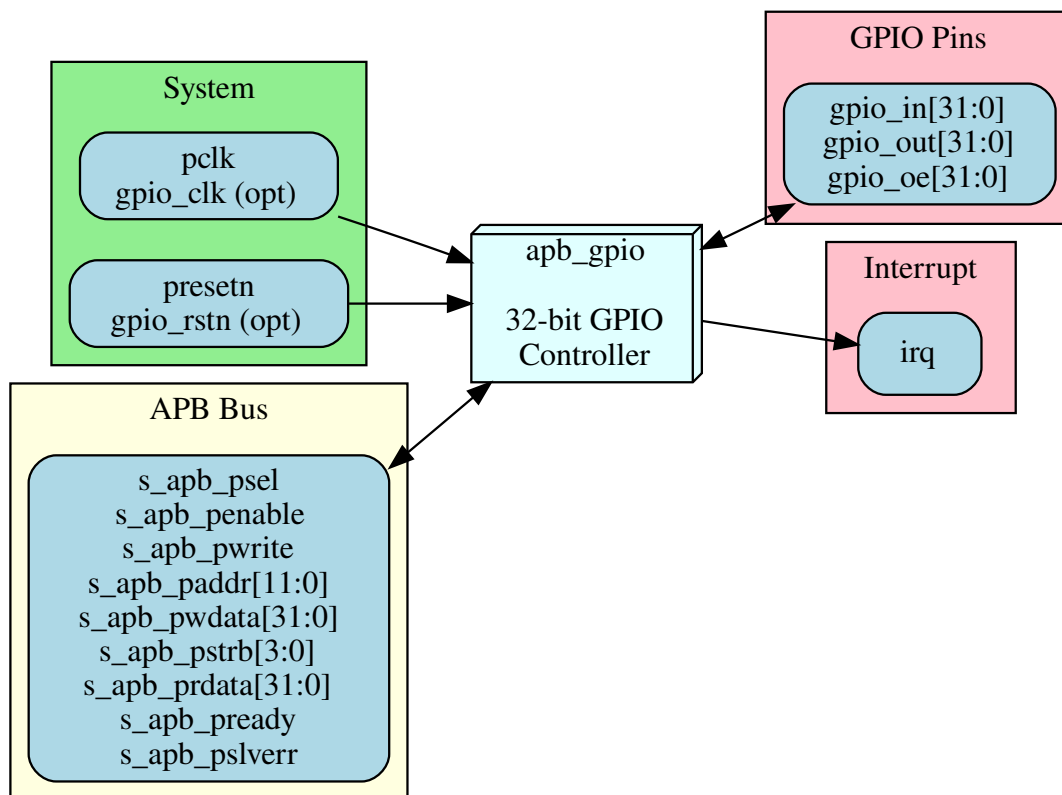 System
pclk
gpio_clk (opt)
presetn
gpio_rstn (opt)
APB Bus
s_apb_psel
s_apb_penable
s_apb_pwrite
s_apb_paddr[11:0]
s_apb_pwdata[31:0]
s_apb_pstrb[3:0]
s_apb_prdata[31:0]
s_apb_pready
s_apb_pslverr
apb_gpio
32-bit GPIO
Controller
GPIO Pins
gpio_in[31:0]
gpio_out[31:0]
gpio_oe[31:0]
Interrupt
irq